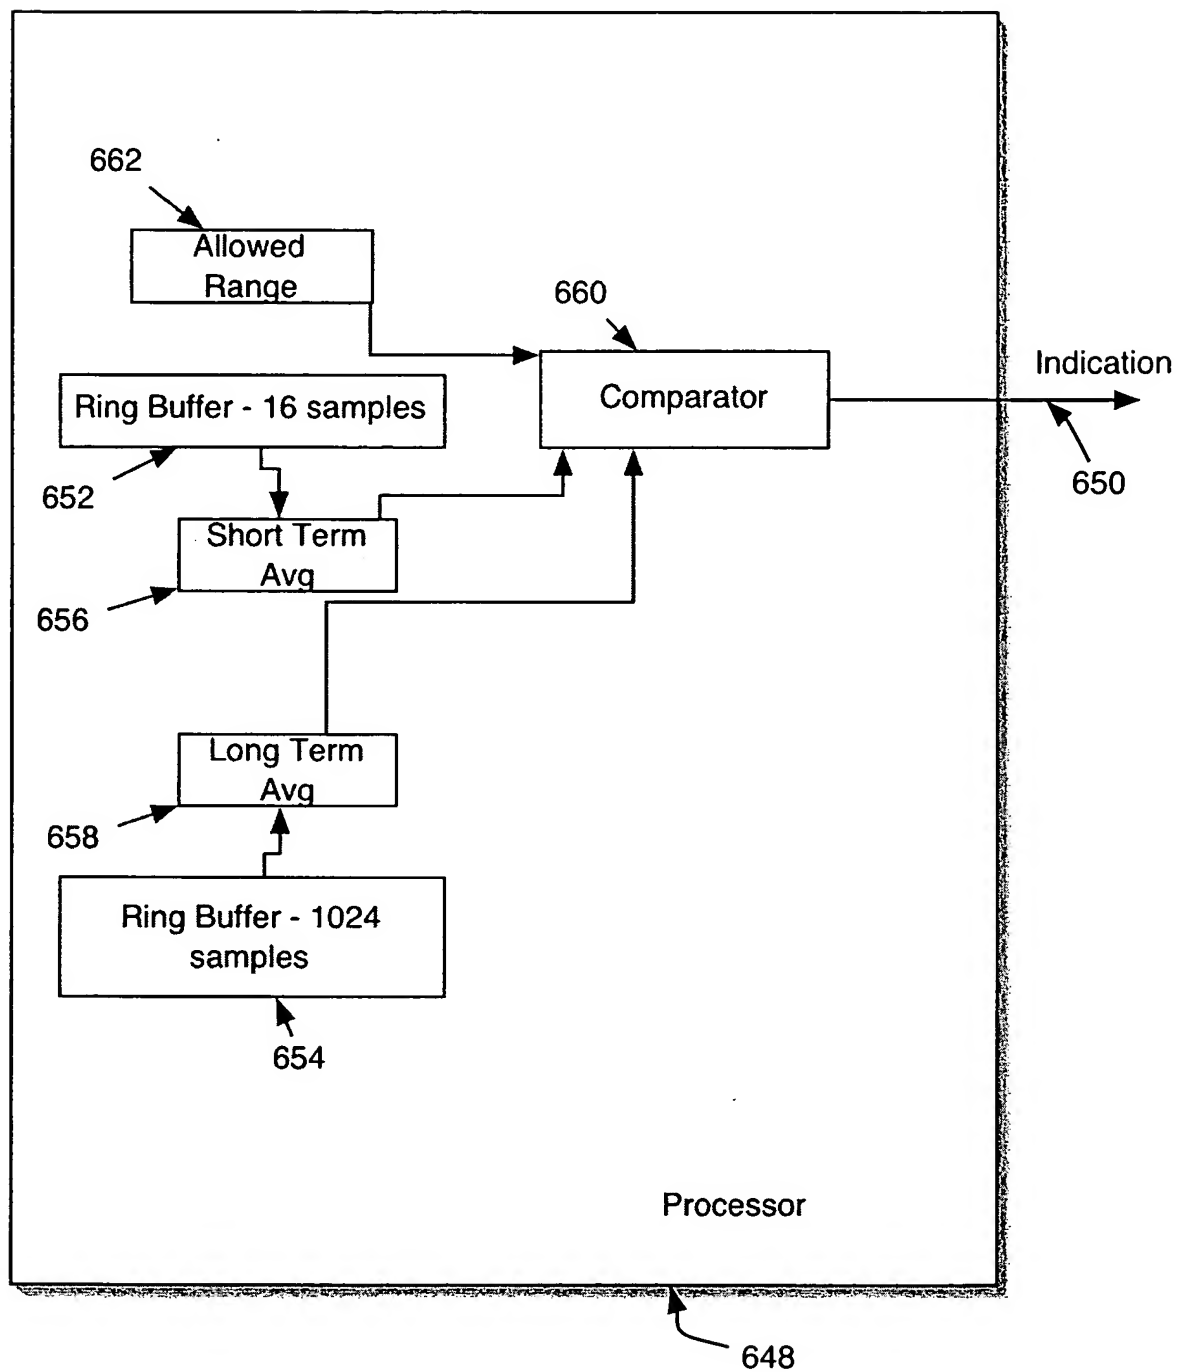 662
Allowed
Range
660
Comparator
Indication
650
Ring Buffer - 16 samples
652
Short Term
Avg
656
Long Term
Avg
658
Ring Buffer - 1024
samples
654
Processor
648